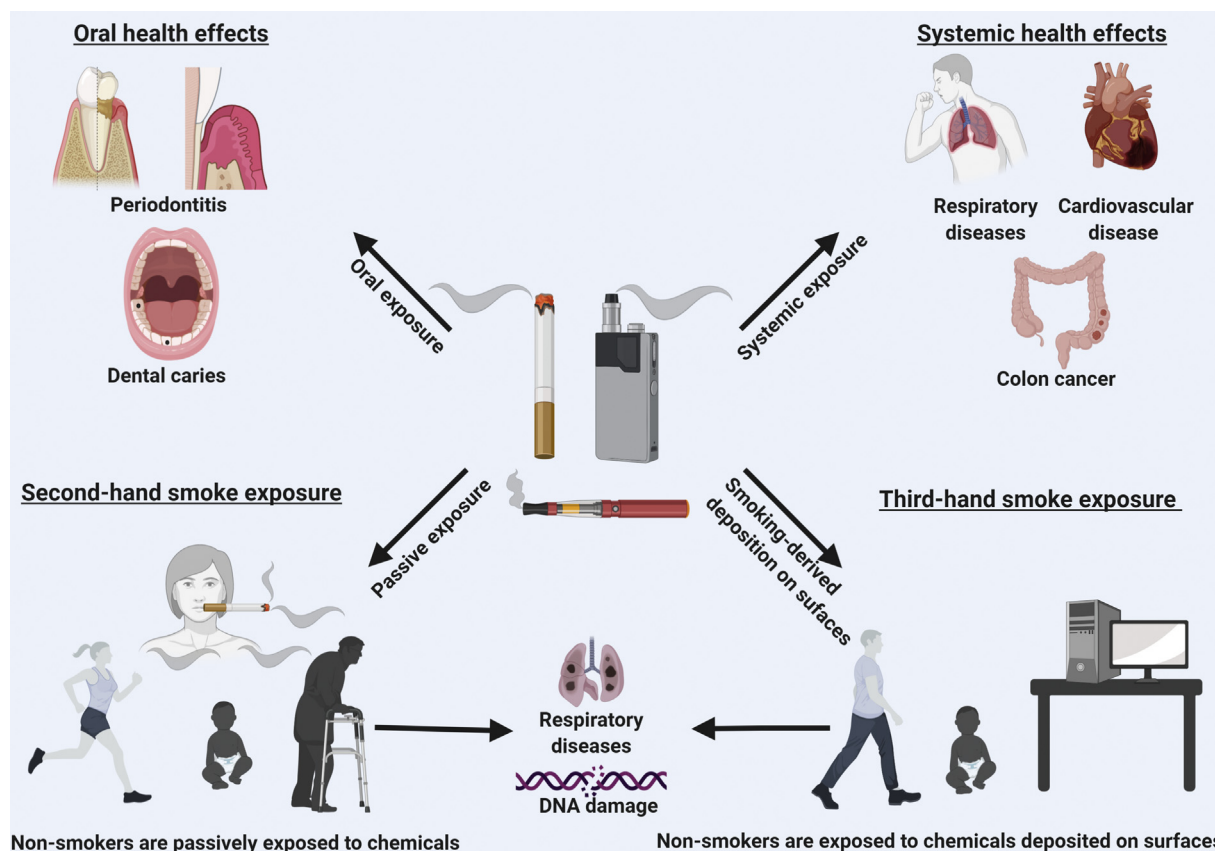 Oral health effects
Periodontitis
Dental caries
Oral exposure
Systemic health effects
Respiratory
diseases
Cardiovascular
disease
Colon cancer
Systemic exposure
Second-hand smoke exposure
Passive exposure
Non-smokers are passively exposed to chemicals
Third-hand smoke exposure
Smoking-derived
deposition on sufaces
Non-smokers are exposed to chemicals deposited on surfaces
Respiratory
diseases
DNA damage